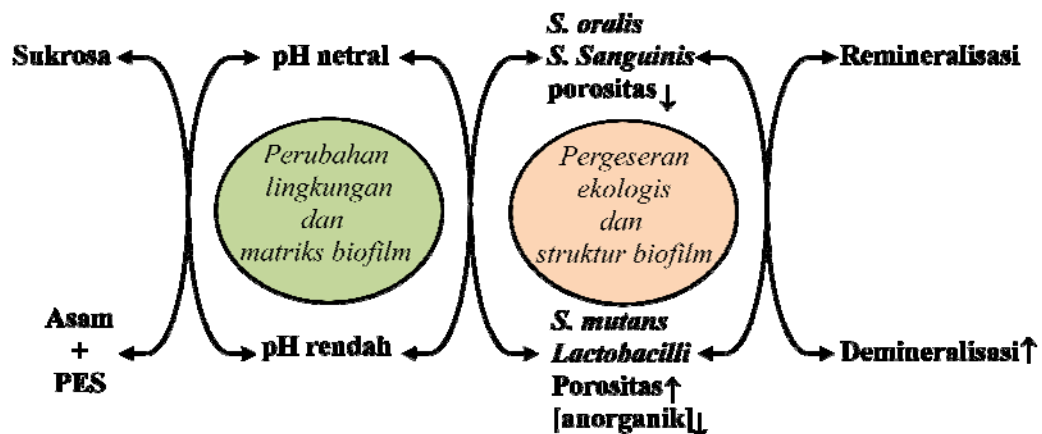 Sukrosa
pH netral
S. oralis
S. Sanguinis
porositas↓
Remineralisasi
Perubahan
lingkungan
dan
matriks biofilm
Pergeseran
ekologis
dan
struktur biofilm
Asam
+
PES
pH rendah
S. mutans
Lactobacilli
Porositas↑
[anorganik]↓
Demineralisasi↑